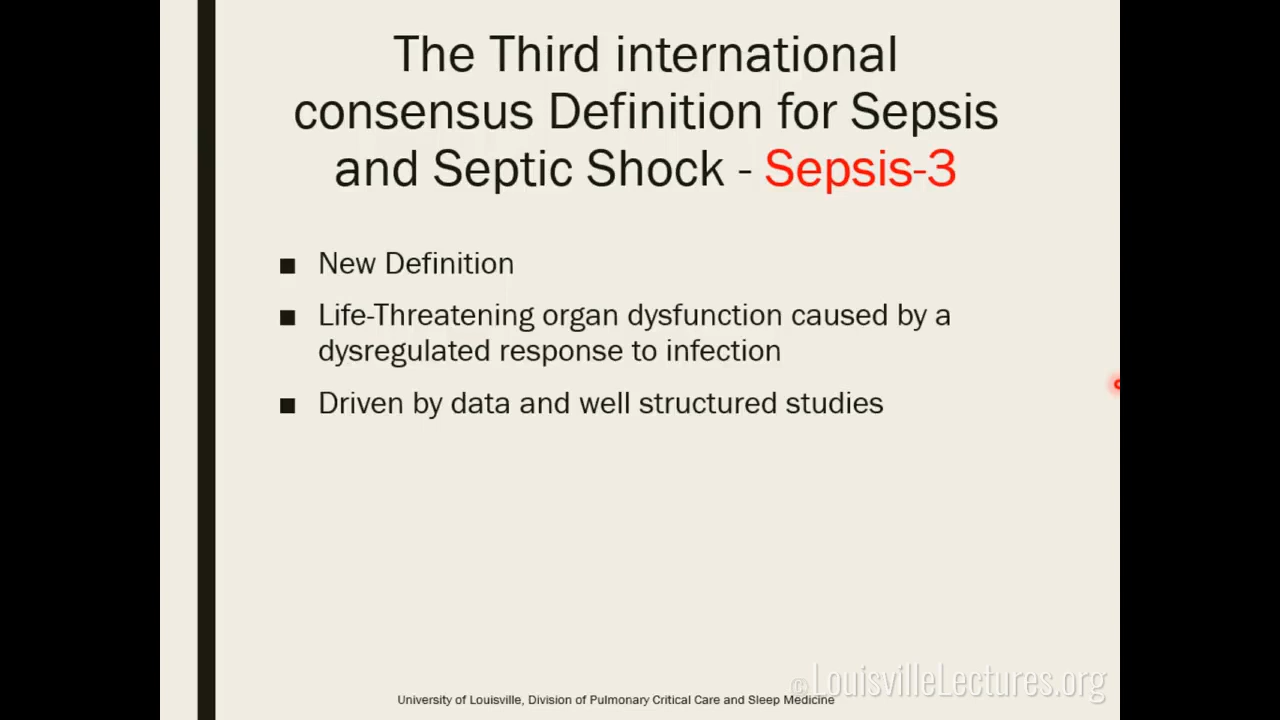 The Third international
consensus Definition for Sepsis
and Septic Shock - Sepsis-3
■ New Definition
■ Life-Threatening organ dysfunction caused by a
dysregulated response to infection
■ Driven by data and well structured studies
©LouisvilleLectures.org
University of Louisville, Division of Pulmonary Critical Care and Sleep Medicine